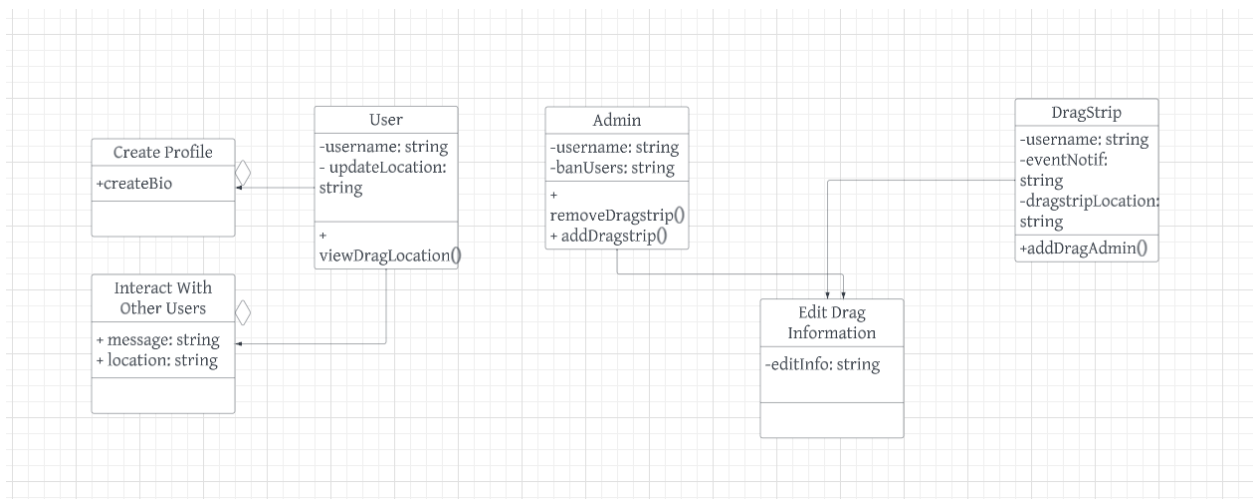 Create Profile
+createBio
Interact With
Other Users
+ message: string
+ location: string
User
-username: string
- updateLocation:
string
+
viewDragLocation()
Admin
-username: string
-banUsers: string
+
removeDragstrip()
+ addDragstrip()
Edit Drag
Information
-editInfo: string
DragStrip
-username: string
-eventNotif:
string
-dragstripLocation:
string
+addDragAdmin()